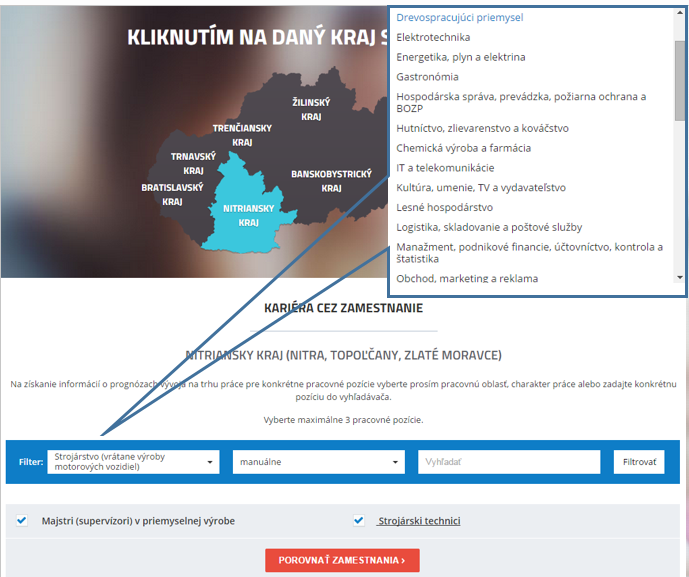 KLIKNUTÍM NA DANÝ KRAJ S
ŽILINSKÝ
KRAJ
TRENČIANSKY
KRAJ
TRNAVSKÝ
KRAJ
BANSKOBYSTRICKÝ
KRAJ
BRATISLAVSKÝ
KRAJ
NITRIANSKY
KRAJ
Drevospracujúci priemysel
Elektrotechnika
Energetika, plyn a elektrina
Gastronómia
Hospodárska správa, prevádzka, požiarna ochrana a
BOZP
Hutníctvo, zlievarenstvo a kováčstvo
Chemická výroba a farmácia
IT a telekomunikácie
Kultúra, umenie, TV a vydavateľstvo
Lesné hospodárstvo
Logistika, skladovanie a poštové služby
Manažment, podnikové financie, účtovníctvo, kontrola a
štatistika
Obchod, marketing a reklama
KARIÉRA CEZ ZAMESTNANIE
NITRIANSKY KRAJ (NITRA, TOPOĽČANY, ZLATÉ MORAVCE)
Na získanie informácií o prognózach vývoja na trhu práce pre konkrétne pracovné pozície vyberte prosím pracovnú oblasť, charakter práce alebo zadajte konkrétnu
pozíciu do vyhľadávača.
Vyberte maximálne 3 pracovné pozície.
Filter: Strojárstvo (vrátane výroby
motorových vozidiel) manuálne Vyhľadať Filtrovať
Majstri (supervízori) v priemyselnej výrobe Strojárski technici
POROVNAŤ ZAMESTNANIA ›